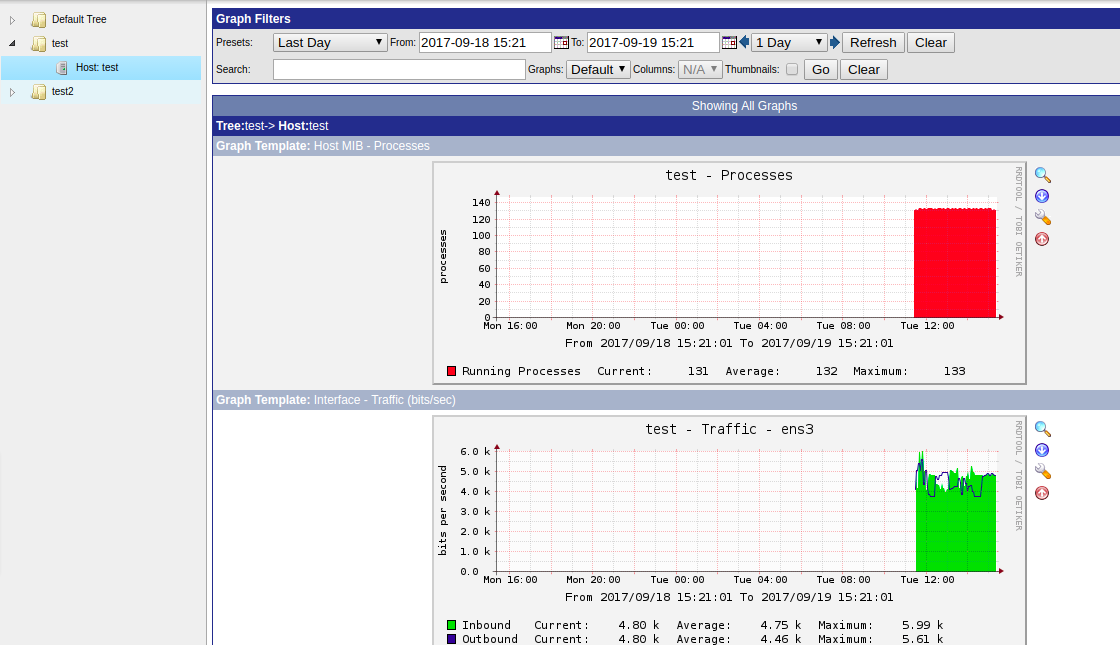 Default Tree
test
Host: test
test2
Graph Filters
Presets: Last Day From: 2017-09-18 15:21 To: 2017-09-19 15:21 1 Day Refresh Clear
Search: Graphs: Default Columns: N/A Thumbnails: Go Clear
Showing All Graphs
Tree:test-> Host:test
Graph Template: Host MIB - Processes
test - Processes
RRDTOOL / TOBI OETIKER
processes
140
120
100
80
60
40
20
0
Mon 16:00 Mon 20:00 Tue 00:00 Tue 04:00 Tue 08:00 Tue 12:00
From 2017/09/18 15:21:01 To 2017/09/19 15:21:01
Running Processes Current: 131 Average: 132 Maximum: 133
Graph Template: Interface - Traffic (bits/sec)
test - Traffic - ens3
RRDTOOL / TOBI OETIKER
bits per second
6.0 k
5.0 k
4.0 k
3.0 k
2.0 k
1.0 k
0.0
Mon 16:00 Mon 20:00 Tue 00:00 Tue 04:00 Tue 08:00 Tue 12:00
From 2017/09/18 15:21:01 To 2017/09/19 15:21:01
Inbound Current: 4.80 k Average: 4.75 k Maximum: 5.99 k
Outbound Current: 4.80 k Average: 4.46 k Maximum: 5.61 k